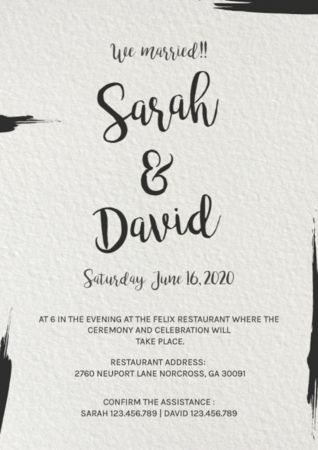 We married!!
Sarah
&
David
Saturday June 16, 2020
AT 6 IN THE EVENING AT THE FELIX RESTAURANT WHERE THE
CEREMONY AND CELEBRATION WILL
TAKE PLACE.
RESTAURANT ADDRESS:
2760 NEUPORT LANE NORCROSS, GA 30091
CONFIRM THE ASSISTANCE :
SARAH 123.456.789 | DAVID 123.456.789